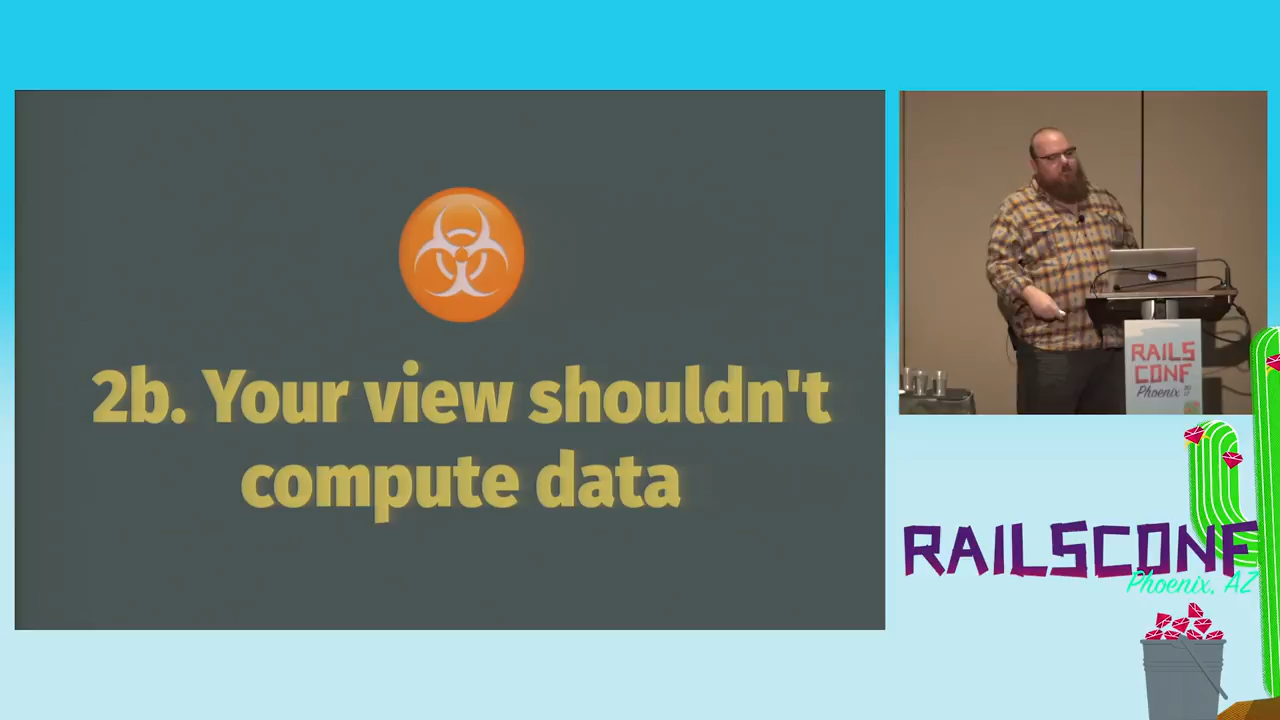 2b. Your view shouldn't
compute data
RAILS
CONF
Phoenix
RAILSCONF
Phoenix, AZ